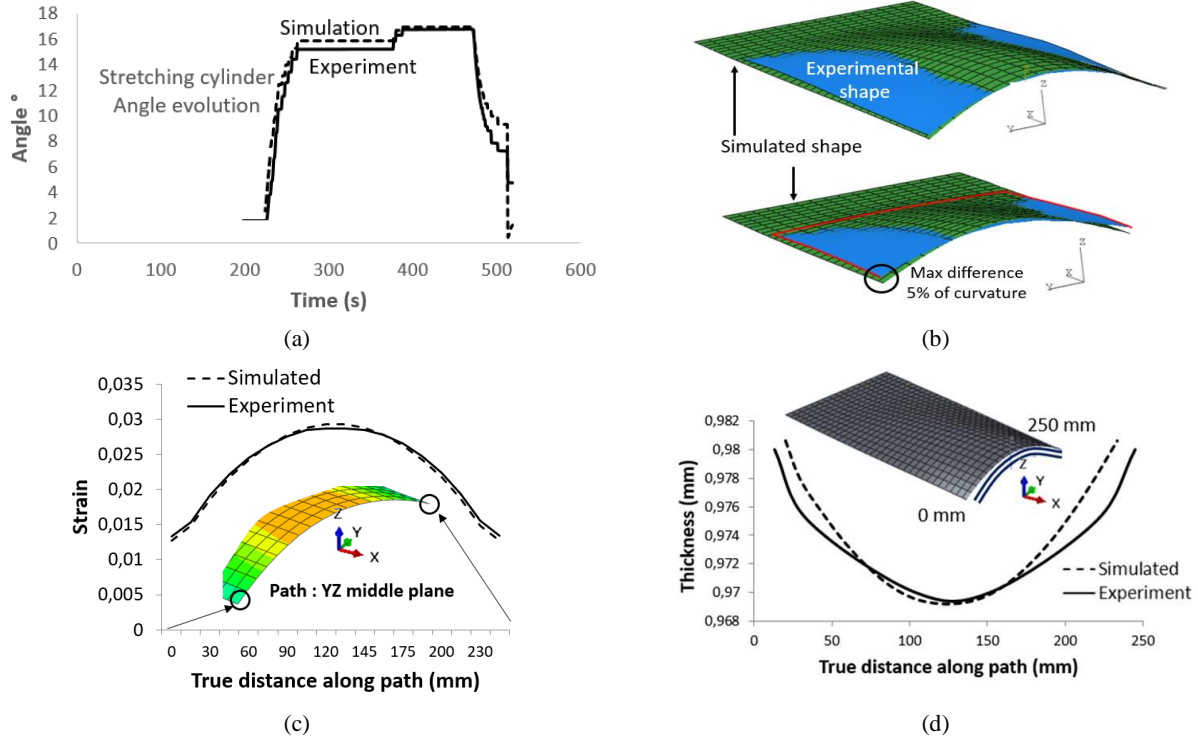 18
16
14
12
10
8
6
4
2
0
Angle °
Simulation
Experiment
Stretching cylinder
Angle evolution
0 100 200 300 400 500 600
Time (s)
(a)
Experimental
shape
Simulated shape
Z
X
Y
Z
X
Y
Max difference
5% of curvature
(b)
0,035
0,03
0,025
0,02
0,015
0,01
0,005
0
Strain
Simulated
Experiment
Z
Y
X
Path : YZ middle plane
0 30 60 90 120 145 175 200 230
True distance along path (mm)
(c)
0,982
0,98
0,976
0,974
0,972
0,97
0,968
Thickness (mm)
250 mm
Z
Y
X
0 mm
Simulated
Experiment
0 50 100 150 200 250
True distance along path (mm)
(d)